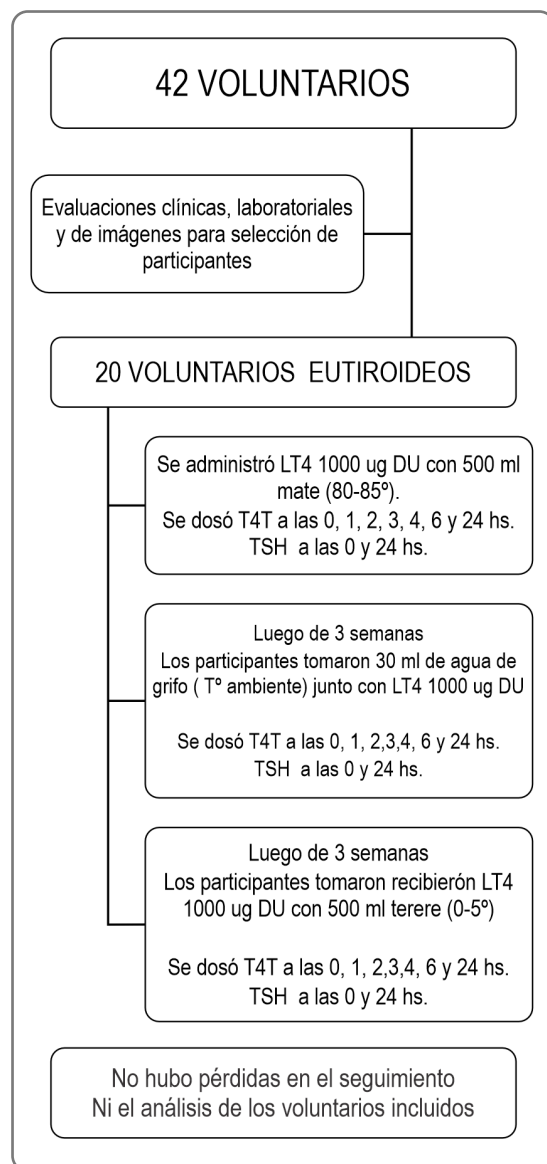 42 VOLUNTARIOS
Evaluaciones clínicas, laboratoriales
y de imágenes para selección de
participantes
20 VOLUNTARIOS EUTIROIDEOS
Se administró LT4 1000 ug DU con 500 ml
mate (80-85º).
Se dosó T4T a las 0, 1, 2, 3, 4, 6 y 24 hs.
TSH a las 0 y 24 hs.
Luego de 3 semanas
Los participantes tomaron 30 ml de agua de
grifo ( Tº ambiente) junto con LT4 1000 ug DU
Se dosó T4T a las 0, 1, 2,3,4, 6 y 24 hs.
TSH a las 0 y 24 hs.
Luego de 3 semanas
Los participantes tomaron recibierón LT4
1000 ug DU con 500 ml terere (0-5º)
Se dosó T4T a las 0, 1, 2,3,4, 6 y 24 hs.
TSH a las 0 y 24 hs.
No hubo pérdidas en el seguimiento
Ni el análisis de los voluntarios incluidos